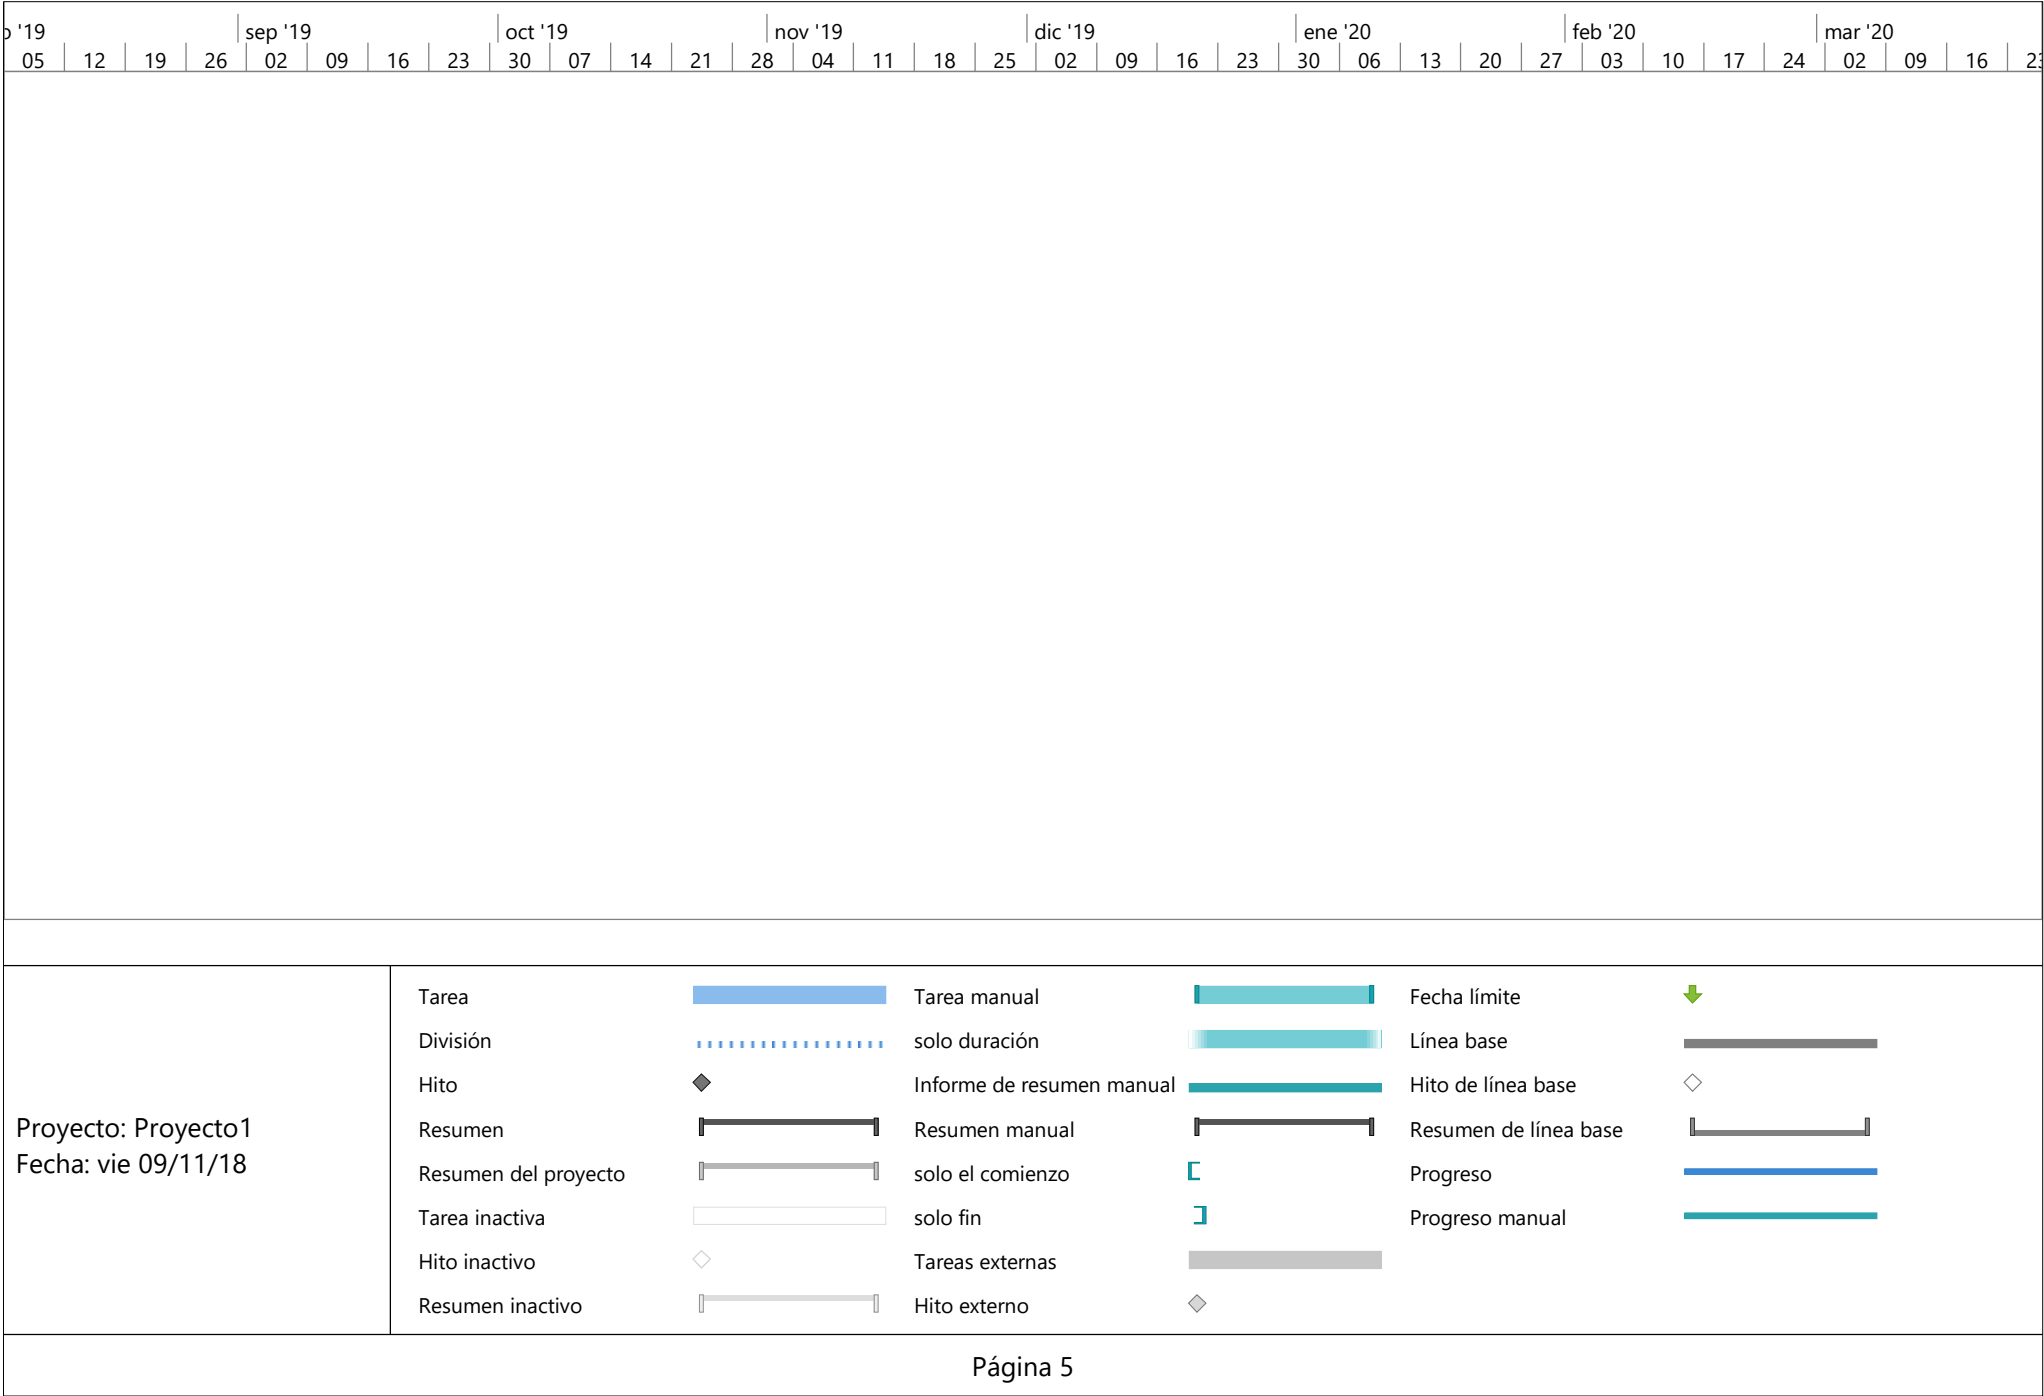 '19 sep '19 oct '19 nov '19 dic '19 ene '20 feb '20 mar '20
05 12 19 26 02 09 16 23 30 07 14 21 28 04 11 18 25 02 09 16 23 30 06 13 20 27 03 10 17 24 02 09 16
Proyecto: Proyecto1
Fecha: vie 09/11/18
Tarea
División
Hito
Resumen
Resumen del proyecto
Tarea inactiva
Hito inactivo
Resumen inactivo
Tarea manual
solo duración
Informe de resumen manual
Resumen manual
solo el comienzo
solo fin
Tareas externas
Hito externo
Fecha límite
Línea base
Hito de línea base
Resumen de línea base
Progreso
Progreso manual
Página 5